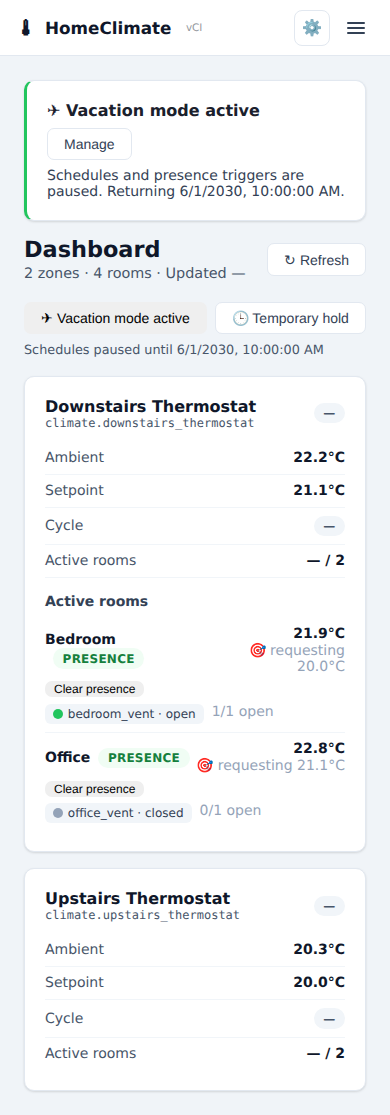 HomeClimate vCI
✈ Vacation mode active
Manage
Schedules and presence triggers are
paused. Returning 6/1/2030, 10:00:00 AM.
Dashboard
2 zones · 4 rooms · Updated —
↻ Refresh
✈ Vacation mode active
🕒 Temporary hold
Schedules paused until 6/1/2030, 10:00:00 AM
Downstairs Thermostat
—
climate.downstairs_thermostat
Ambient 22.2°C
Setpoint 21.1°C
Cycle —
Active rooms — / 2
Active rooms
Bedroom 21.9°C
PRESENCE 🎯 requesting
20.0°C
Clear presence
bedroom_vent · open 1/1 open
Office PRESENCE 22.8°C
🎯 requesting 21.1°C
Clear presence
office_vent · closed 0/1 open
Upstairs Thermostat
—
climate.upstairs_thermostat
Ambient 20.3°C
Setpoint 20.0°C
Cycle —
Active rooms — / 2